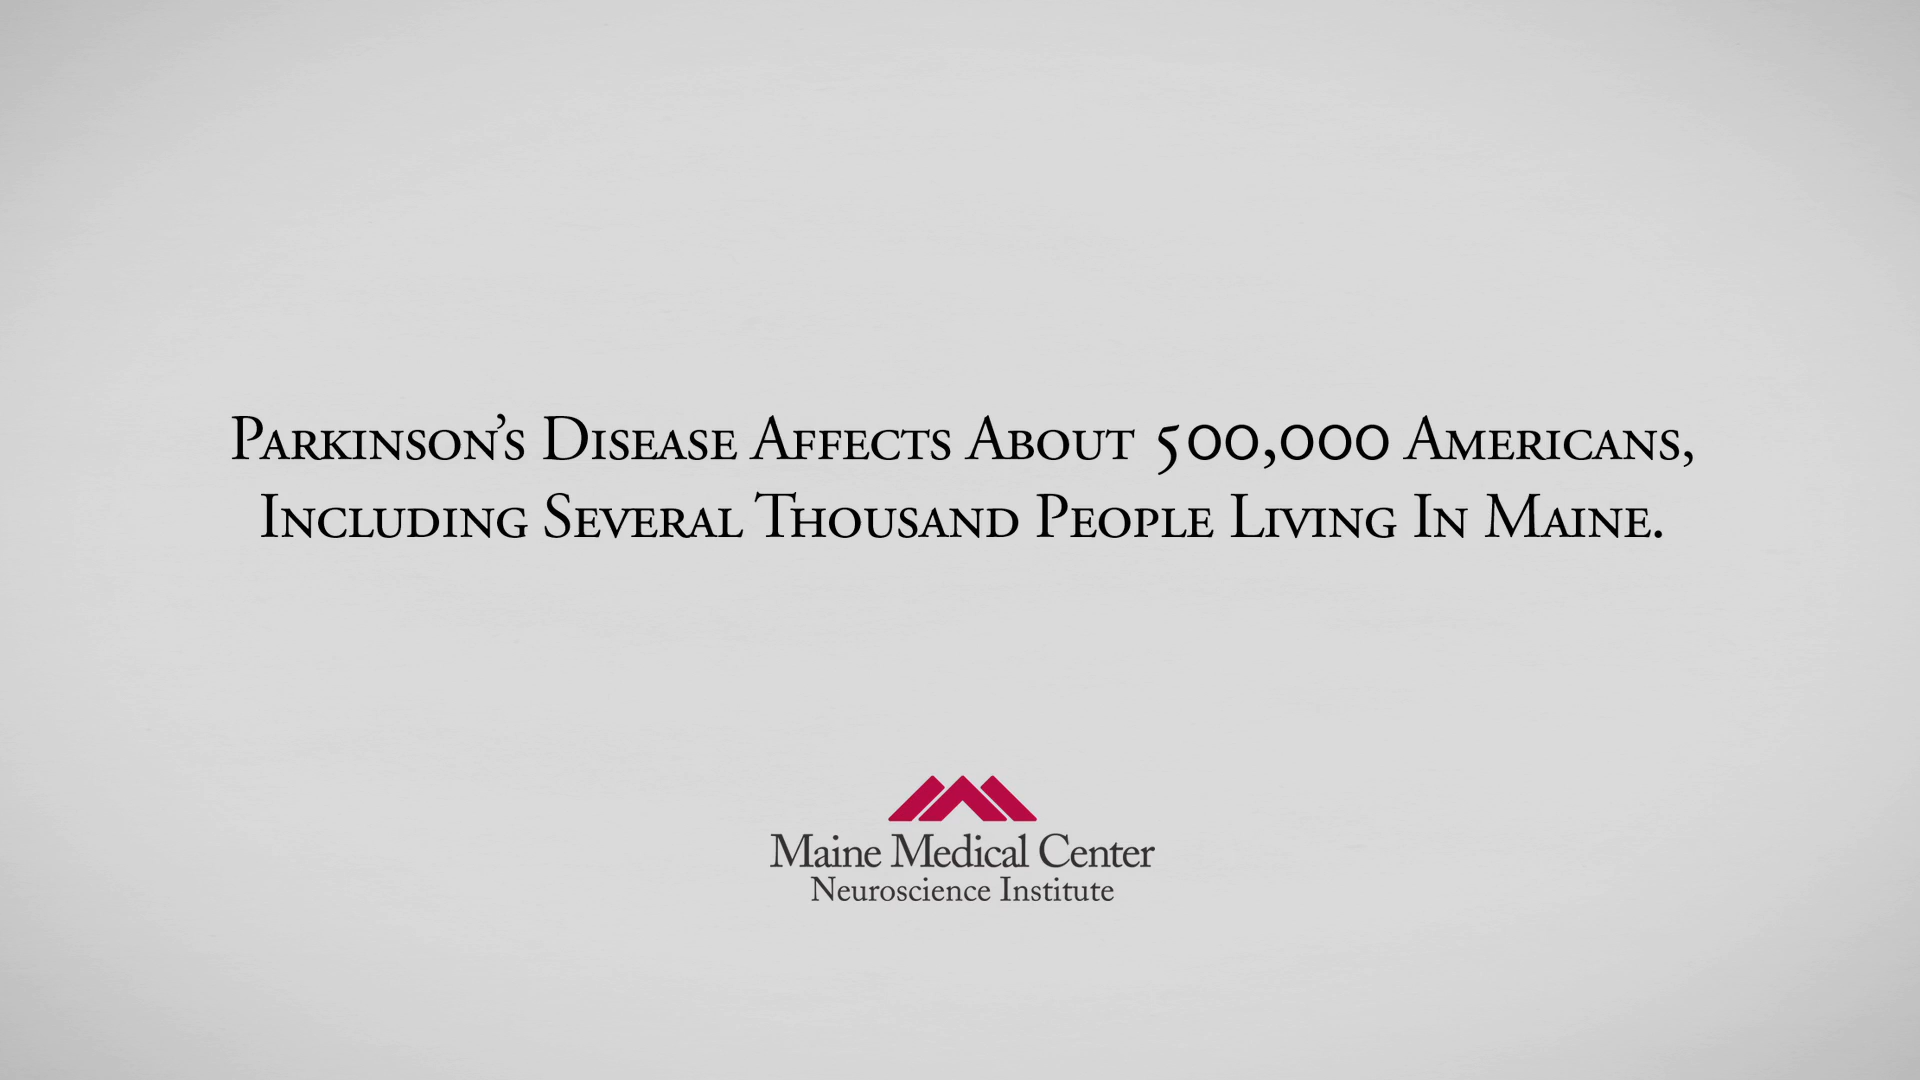 Parkinson's Disease Affects About 500,000 Americans,
Including Several Thousand People Living In Maine.
Maine Medical Center
Neuroscience Institute